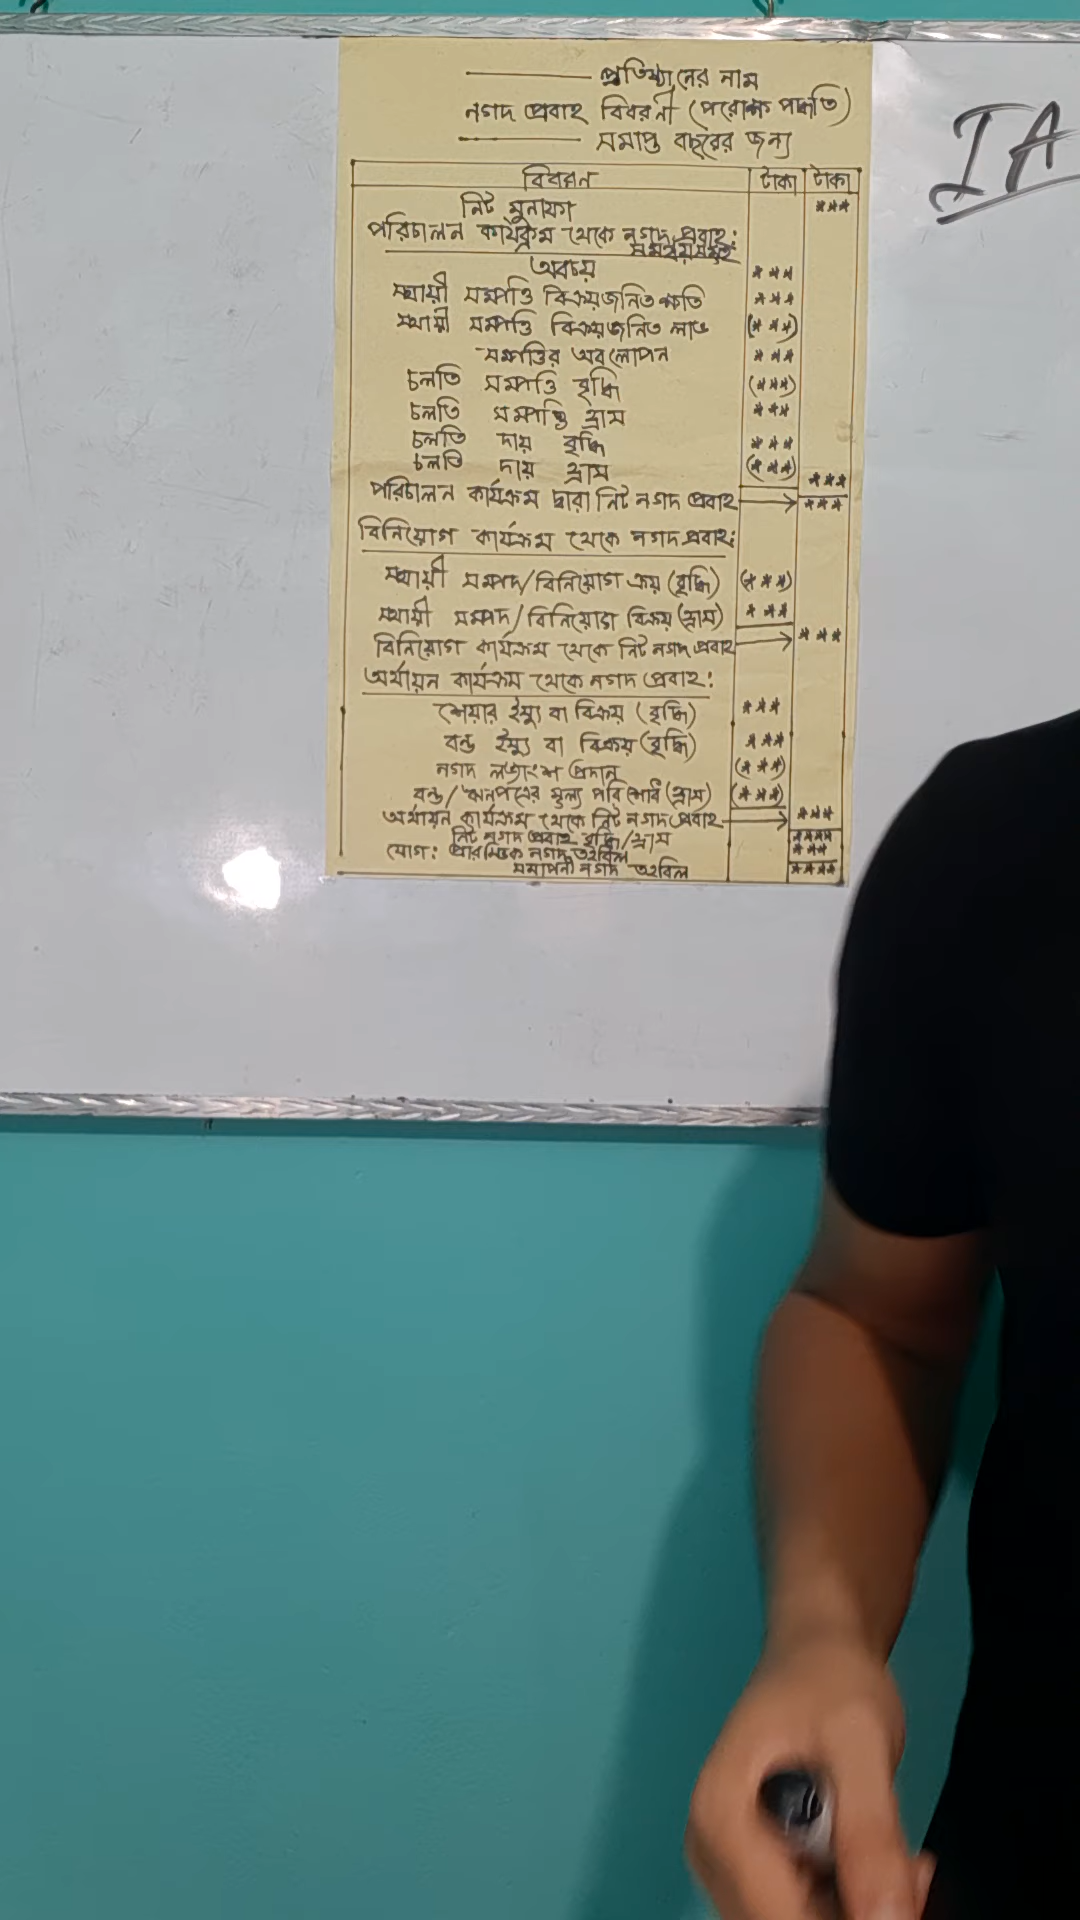 ——— প্রতিষ্ঠানের নাম
নগদ প্রবাহ বিবরণী (পরোক্ষ পদ্ধতি)
——— সমাপ্ত বছরের জন্য
IA
বিবরণ টাকা টাকা
নিট মুনাফা ***
পরিচালন কার্যক্রম থেকে নগদ প্রবাহ:
সমন্বয়সমূহ
অবচয় ***
স্থায়ী সম্পত্তি বিক্রয়জনিত ক্ষতি ***
স্থায়ী সম্পত্তি বিক্রয়জনিত লাভ (***)
সম্পত্তির অবলোপন ***
চলতি সম্পত্তি বৃদ্ধি (***)
চলতি সম্পত্তি হ্রাস ***
চলতি দায় বৃদ্ধি ***
চলতি দায় হ্রাস (***) ***
পরিচালন কার্যক্রম দ্বারা নিট নগদ প্রবাহ → ***
বিনিয়োগ কার্যক্রম থেকে নগদ প্রবাহ:
স্থায়ী সম্পদ/বিনিয়োগ ক্রয় (বৃদ্ধি) (***)
স্থায়ী সম্পদ/বিনিয়োগ বিক্রয় (হ্রাস) ***
বিনিয়োগ কার্যক্রম থেকে নিট নগদ প্রবাহ → ***
অর্থায়ন কার্যক্রম থেকে নগদ প্রবাহ:
শেয়ার ইস্যু বা বিক্রয় (বৃদ্ধি) ***
বন্ড ইস্যু বা বিক্রয় (বৃদ্ধি) ***
নগদ লভ্যাংশ প্রদান (***)
বন্ড/ঋনপত্রের মূল্য পরিশোধ (হ্রাস) (***)
অর্থায়ন কার্যক্রম থেকে নিট নগদ প্রবাহ → ***
নিট নগদ প্রবাহ বৃদ্ধি/হ্রাস ****
যোগ: প্রারম্ভিক নগদ তহবিল ***
সমাপনী নগদ তহবিল ****